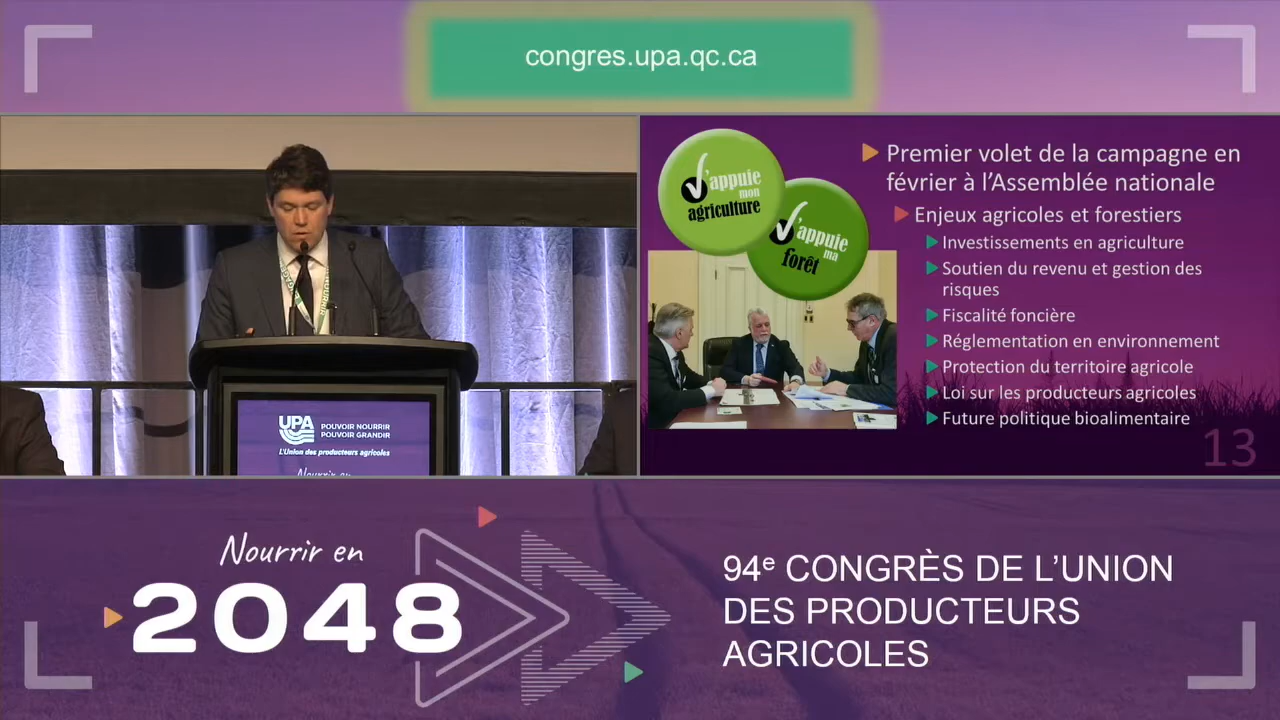 congres.upa.qc.ca
J'appuie
mon
agriculture
J'appuie
ma
forêt
Premier volet de la campagne en
février à l'Assemblée nationale
Enjeux agricoles et forestiers
Investissements en agriculture
Soutien du revenu et gestion des
risques
Fiscalité foncière
Réglementation en environnement
Protection du territoire agricole
Loi sur les producteurs agricoles
Future politique bioalimentaire
13
UPA
POUVOIR NOURRIR
POUVOIR GRANDIR
L'Union des producteurs agricoles
Nourrir en
Nourrir en
2048
94e CONGRÈS DE L'UNION
DES PRODUCTEURS
AGRICOLES